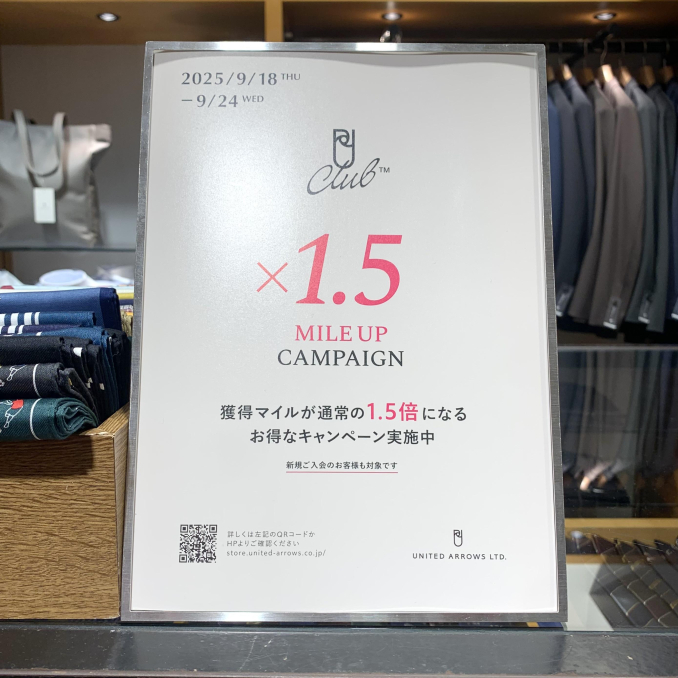 2025/9/18 THU
– 9/24 WED
Club™
×1.5
MILE UP
CAMPAIGN
獲得マイルが通常の1.5倍になる
お得なキャンペーン実施中
新規ご入会のお客様も対象です
詳しくは左記のQRコードか
HPよりご確認ください
store.united-arrows.co.jp/
UNITED ARROWS LTD.